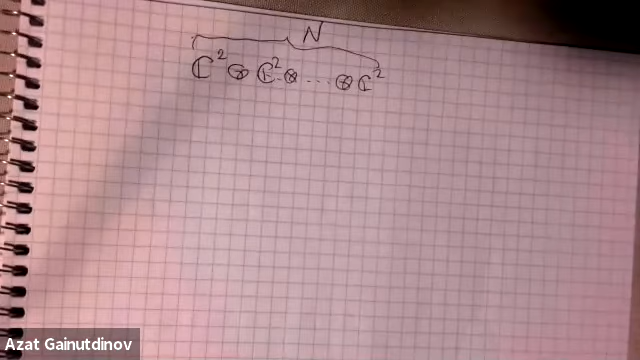 N
ℂ² ⊗ ℂ² ⊗ ... ⊗ ℂ²
Azat Gainutdinov